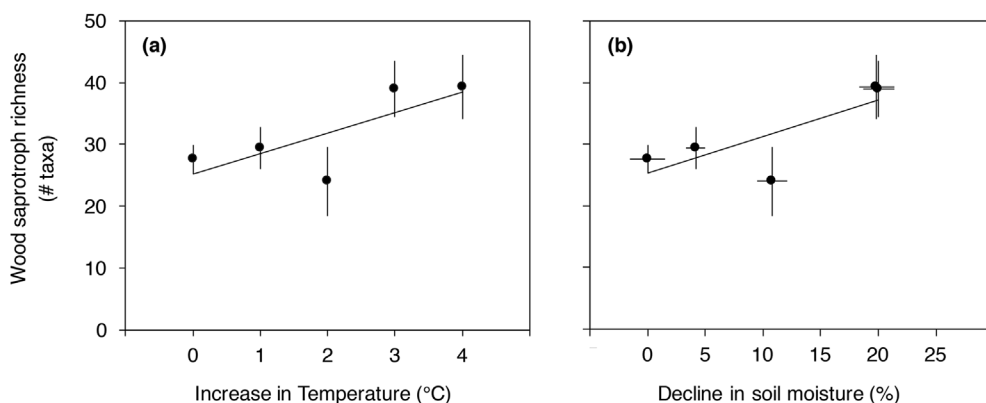 (a)
(b)
50
40
30
20
10
0
Wood saprotroph richness
(# taxa)
0 1 2 3 4
0 5 10 15 20 25
Increase in Temperature (°C)
Decline in soil moisture (%)